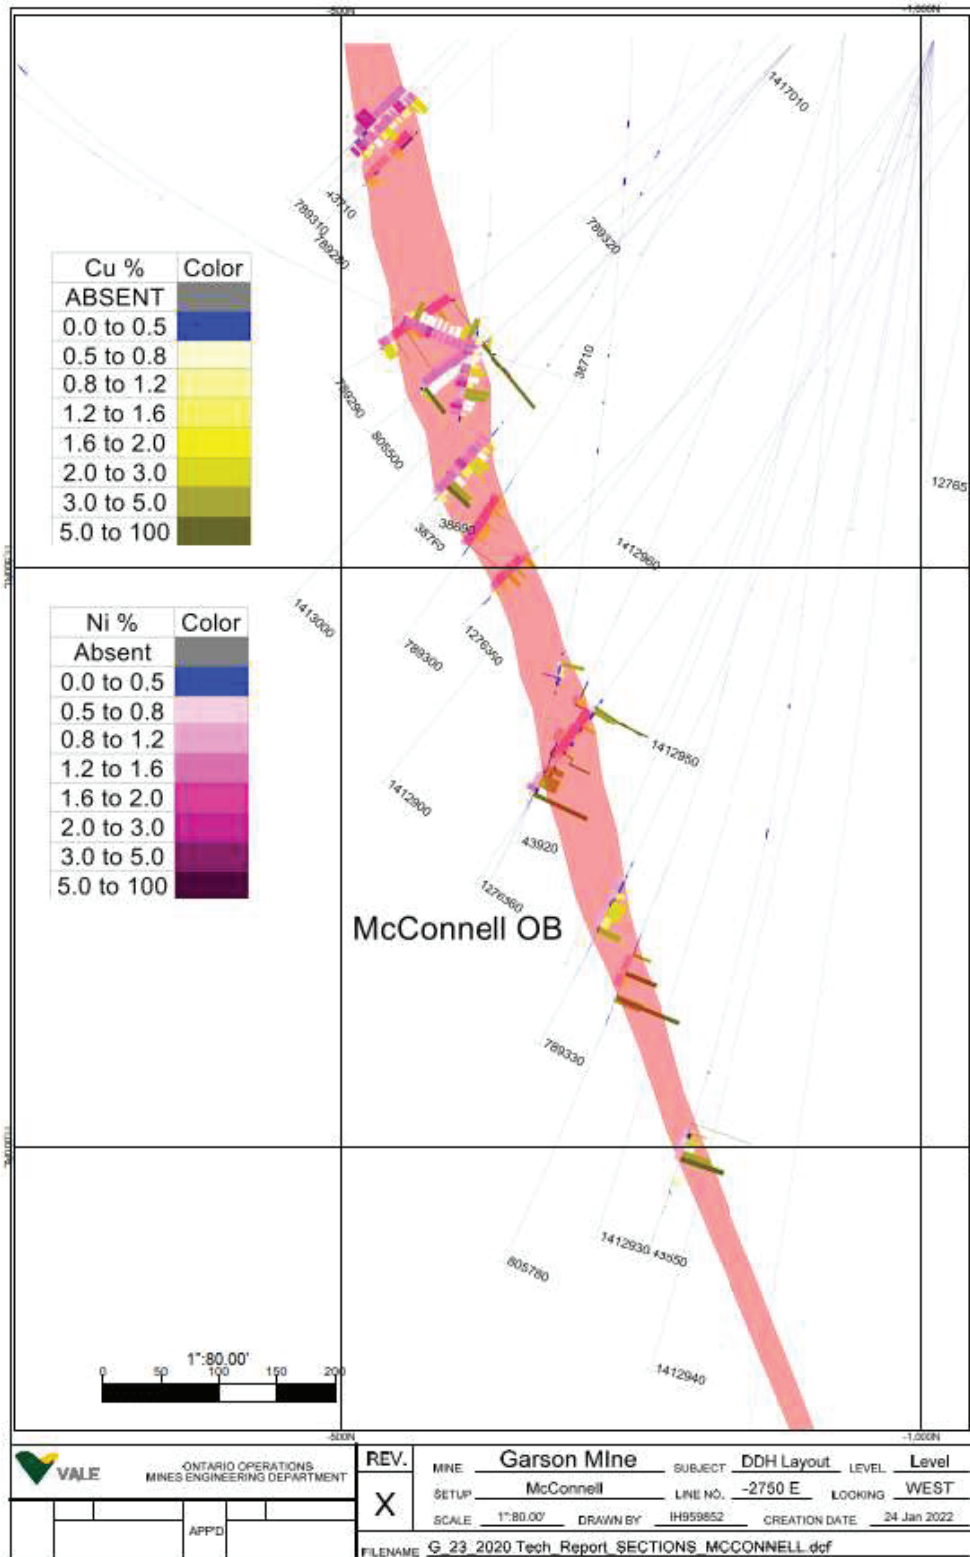 -500N
-1,000N
1417010
43710
789310
789280
789320
38710
789290
805500
12765
38690
38760
1412960
1413000
789300
1276350
1412950
1412900
43920
1276360
McConnell OB
789330
1412930
805780
1412940
Cu % Color
ABSENT
0.0 to 0.5
0.5 to 0.8
0.8 to 1.2
1.2 to 1.6
1.6 to 2.0
2.0 to 3.0
3.0 to 5.0
5.0 to 100
Ni % Color
Absent
0.0 to 0.5
0.5 to 0.8
0.8 to 1.2
1.2 to 1.6
1.6 to 2.0
2.0 to 3.0
3.0 to 5.0
5.0 to 100
1":80.00'
0 50 100 150 200
-500N
-1,000N
VALE
ONTARIO OPERATIONS
MINES ENGINEERING DEPARTMENT
APP'D
REV.
X
MINE Garson Mine SUBJECT DDH Layout LEVEL Level
SETUP McConnell LINE NO. -2750 E LOOKING WEST
SCALE 1":80.00' DRAWN BY IH959852 CREATION DATE 24 Jan 2022
FILENAME G_23_2020 Tech_Report_SECTIONS_MCCONNELL.dcf